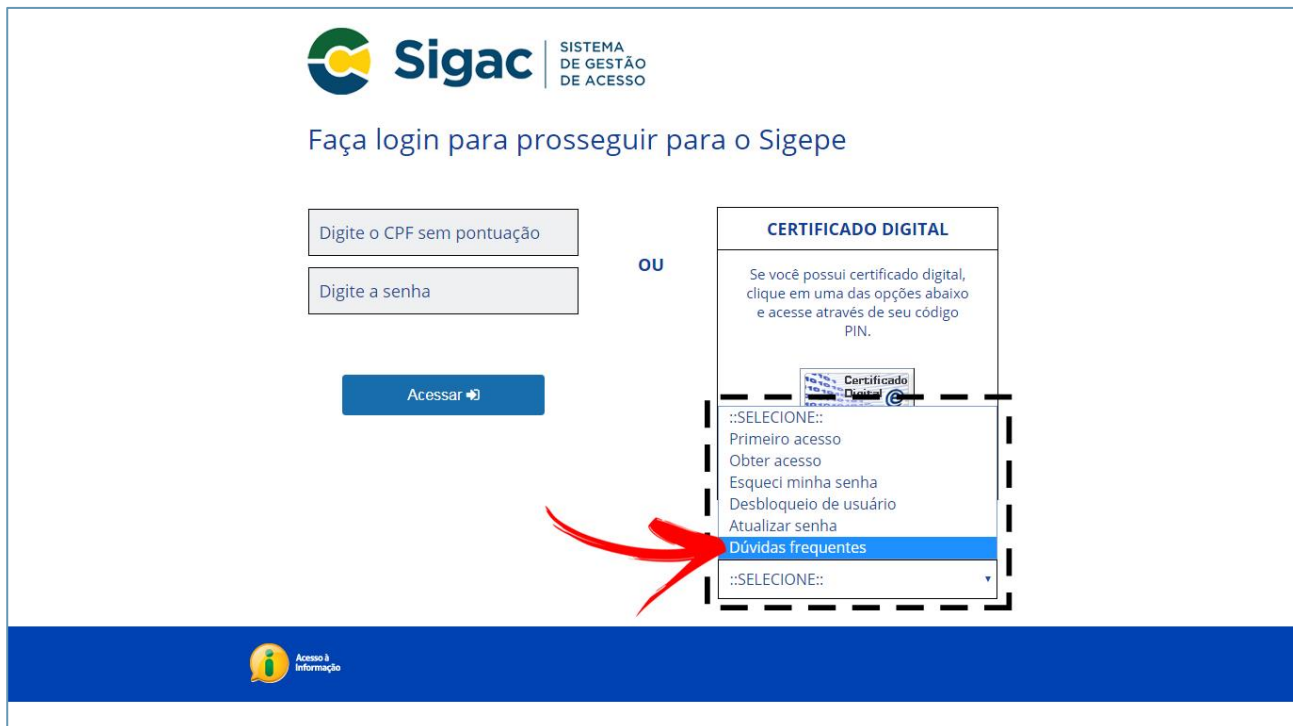 Sigac
SISTEMA
DE GESTÃO
DE ACESSO
Faça login para prosseguir para o Sigepe
Digite o CPF sem pontuação
Digite a senha
Acessar
OU
CERTIFICADO DIGITAL
Se você possui certificado digital,
clique em uma das opções abaixo
e acesse através de seu código
PIN.
Certificado
Digital
::SELECIONE::
Primeiro acesso
Obter acesso
Esqueci minha senha
Desbloqueio de usuário
Atualizar senha
Dúvidas frequentes
::SELECIONE::
Acesso à
Informação